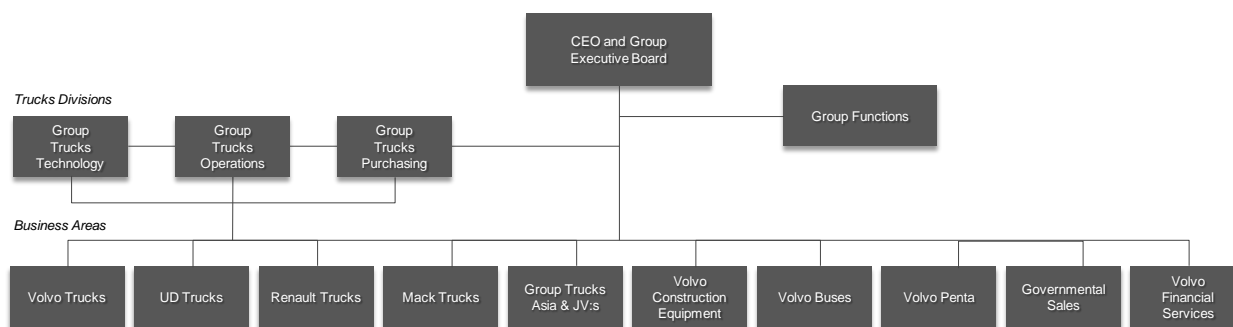 CEO and Group
Executive Board
Trucks Divisions
Group Functions
Group
Trucks
Technology
Group
Trucks
Operations
Group
Trucks
Purchasing
Business Areas
Volvo Trucks
UD Trucks
Renault Trucks
Mack Trucks
Group Trucks
Asia & JV:s
Volvo
Construction
Equipment
Volvo Buses
Volvo Penta
Governmental
Sales
Volvo
Financial
Services